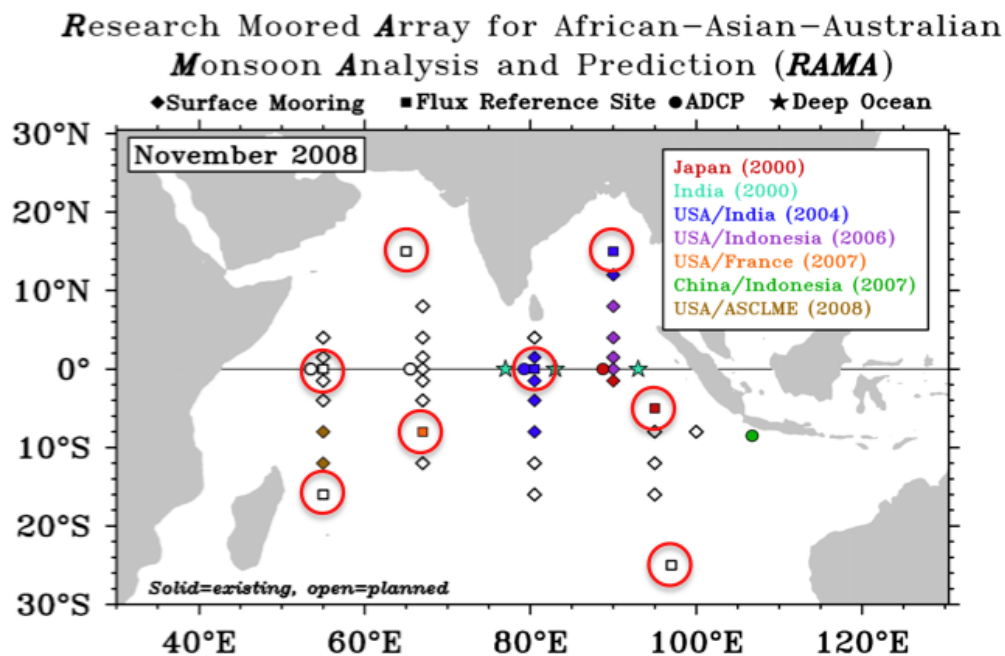 Research Moored Array for African-Asian-Australian
Monsoon Analysis and Prediction (RAMA)
◆Surface Mooring ■Flux Reference Site ●ADCP ★Deep Ocean
30°N
20°N
10°N
0°
10°S
20°S
30°S
November 2008
Japan (2000)
India (2000)
USA/India (2004)
USA/Indonesia (2006)
USA/France (2007)
China/Indonesia (2007)
USA/ASCLME (2008)
Solid=existing, open=planned
40°E 60°E 80°E 100°E 120°E